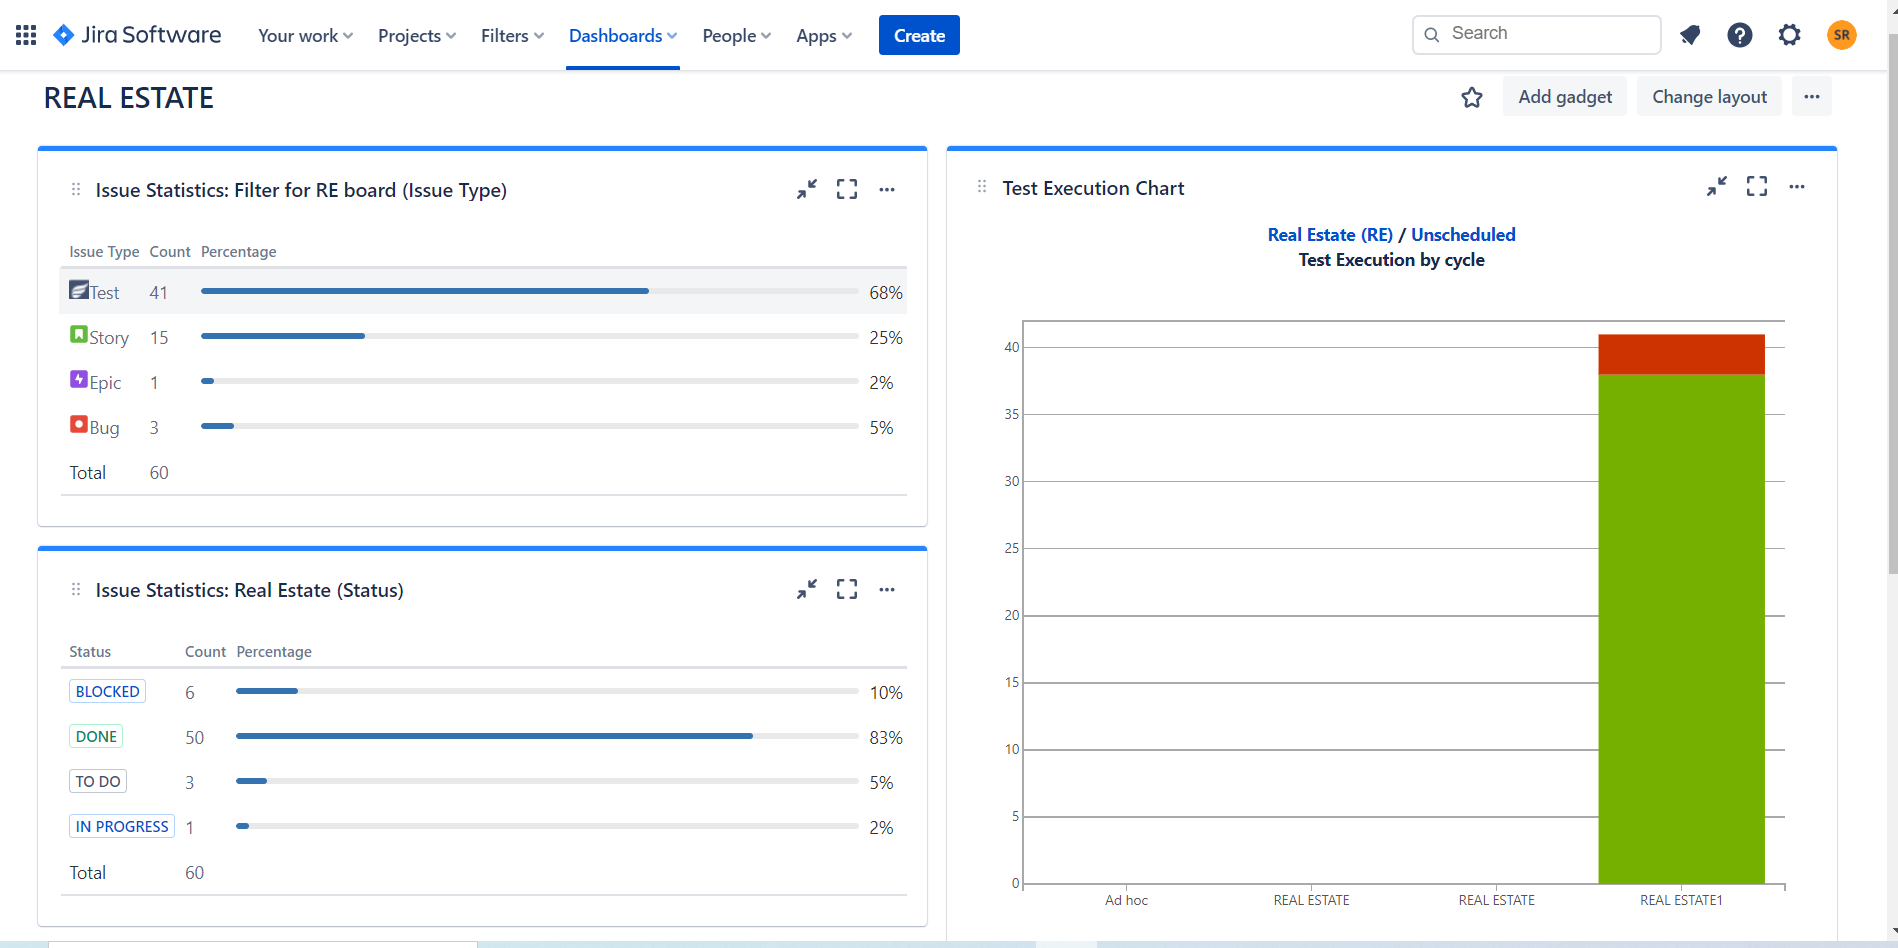 Jira Software Your work Projects Filters Dashboards People Apps Create Search SR
REAL ESTATE Add gadget Change layout
Issue Statistics: Filter for RE board (Issue Type)
Issue Type Count Percentage
Test 41 68%
Story 15 25%
Epic 1 2%
Bug 3 5%
Total 60
Issue Statistics: Real Estate (Status)
Status Count Percentage
BLOCKED 6 10%
DONE 50 83%
TO DO 3 5%
IN PROGRESS 1 2%
Total 60
Test Execution Chart
Real Estate (RE) / Unscheduled
Test Execution by cycle
40
35
30
25
20
15
10
5
0
Ad hoc REAL ESTATE REAL ESTATE REAL ESTATE1